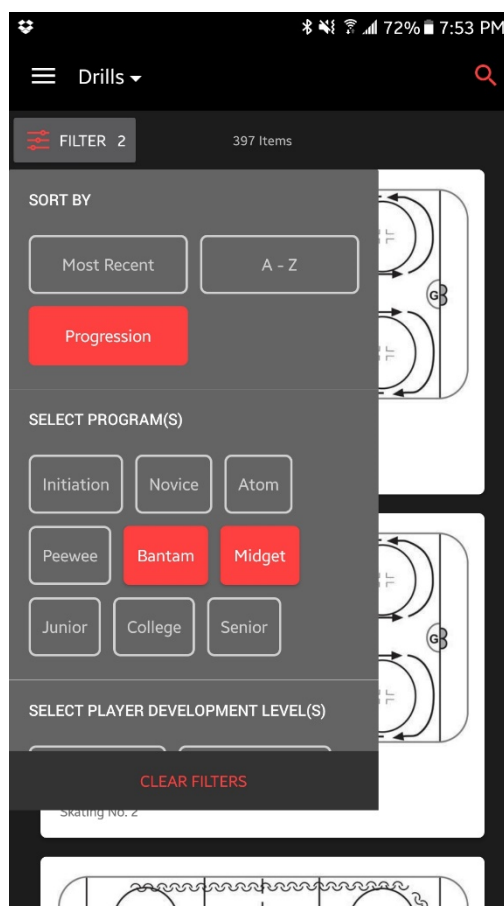 72% 7:53 PM
Drills
FILTER 2
397 Items
SORT BY
Most Recent
A - Z
Progression
SELECT PROGRAM(S)
Initiation
Novice
Atom
Peewee
Bantam
Midget
Junior
College
Senior
G
G
SELECT PLAYER DEVELOPMENT LEVEL(S)
CLEAR FILTERS
Skating No. 2